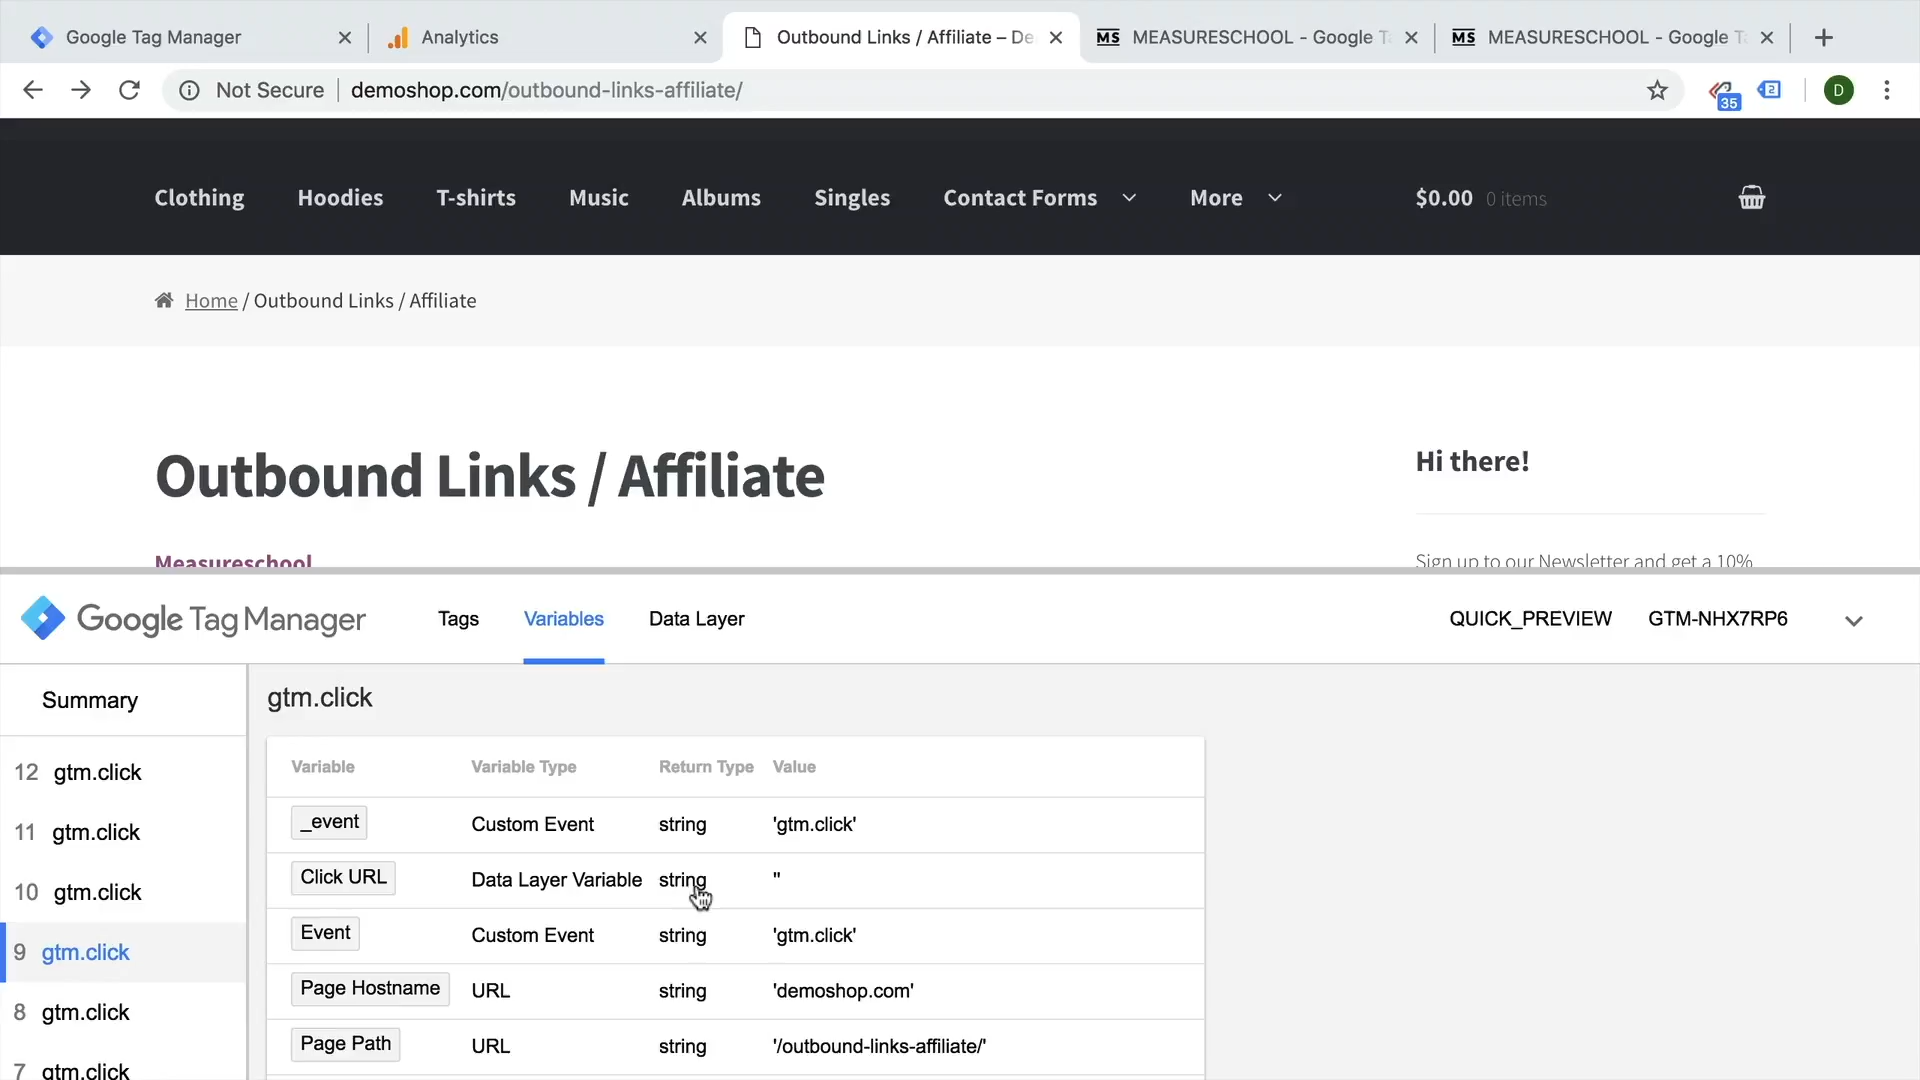 Google Tag Manager
Analytics
Outbound Links / Affiliate – De
MS MEASURESCHOOL - Google T
MS MEASURESCHOOL - Google T
Not Secure
demoshop.com/outbound-links-affiliate/
35
2
D
Clothing
Hoodies
T-shirts
Music
Albums
Singles
Contact Forms
More
$0.00 0 items
Home / Outbound Links / Affiliate
Outbound Links / Affiliate
Hi there!
Measureschool
Sign up to our Newsletter and get a 10%
Google Tag Manager
Tags
Variables
Data Layer
QUICK_PREVIEW
GTM-NHX7RP6
Summary
gtm.click
12 gtm.click
11 gtm.click
10 gtm.click
9 gtm.click
8 gtm.click
7 gtm.click
Variable Variable Type Return Type Value
_event Custom Event string 'gtm.click'
Click URL Data Layer Variable string ''
Event Custom Event string 'gtm.click'
Page Hostname URL string 'demoshop.com'
Page Path URL string '/outbound-links-affiliate/'